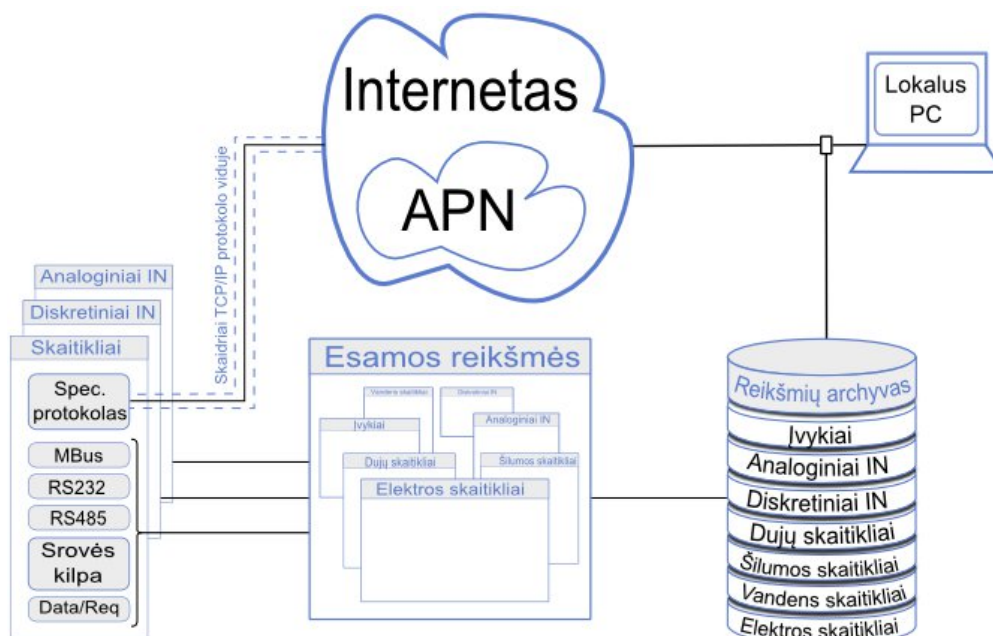 Internetas
APN
Lokalus
PC
Skaidriai TCP/IP protokolo viduje
Analoginiai IN
Diskretiniai IN
Skaitikliai
Spec.
protokolas
MBus
RS232
RS485
Srovės
kilpa
Data/Req
Esamos reikšmės
Vandens skaitikliai
Diskretiniai IN
Įvykiai
Analoginiai IN
Dujų skaitikliai
Šilumos skaitikliai
Elektros skaitikliai
Reikšmių archyvas
Įvykiai
Analoginiai IN
Diskretiniai IN
Dujų skaitikliai
Šilumos skaitikliai
Vandens skaitikliai
Elektros skaitikliai